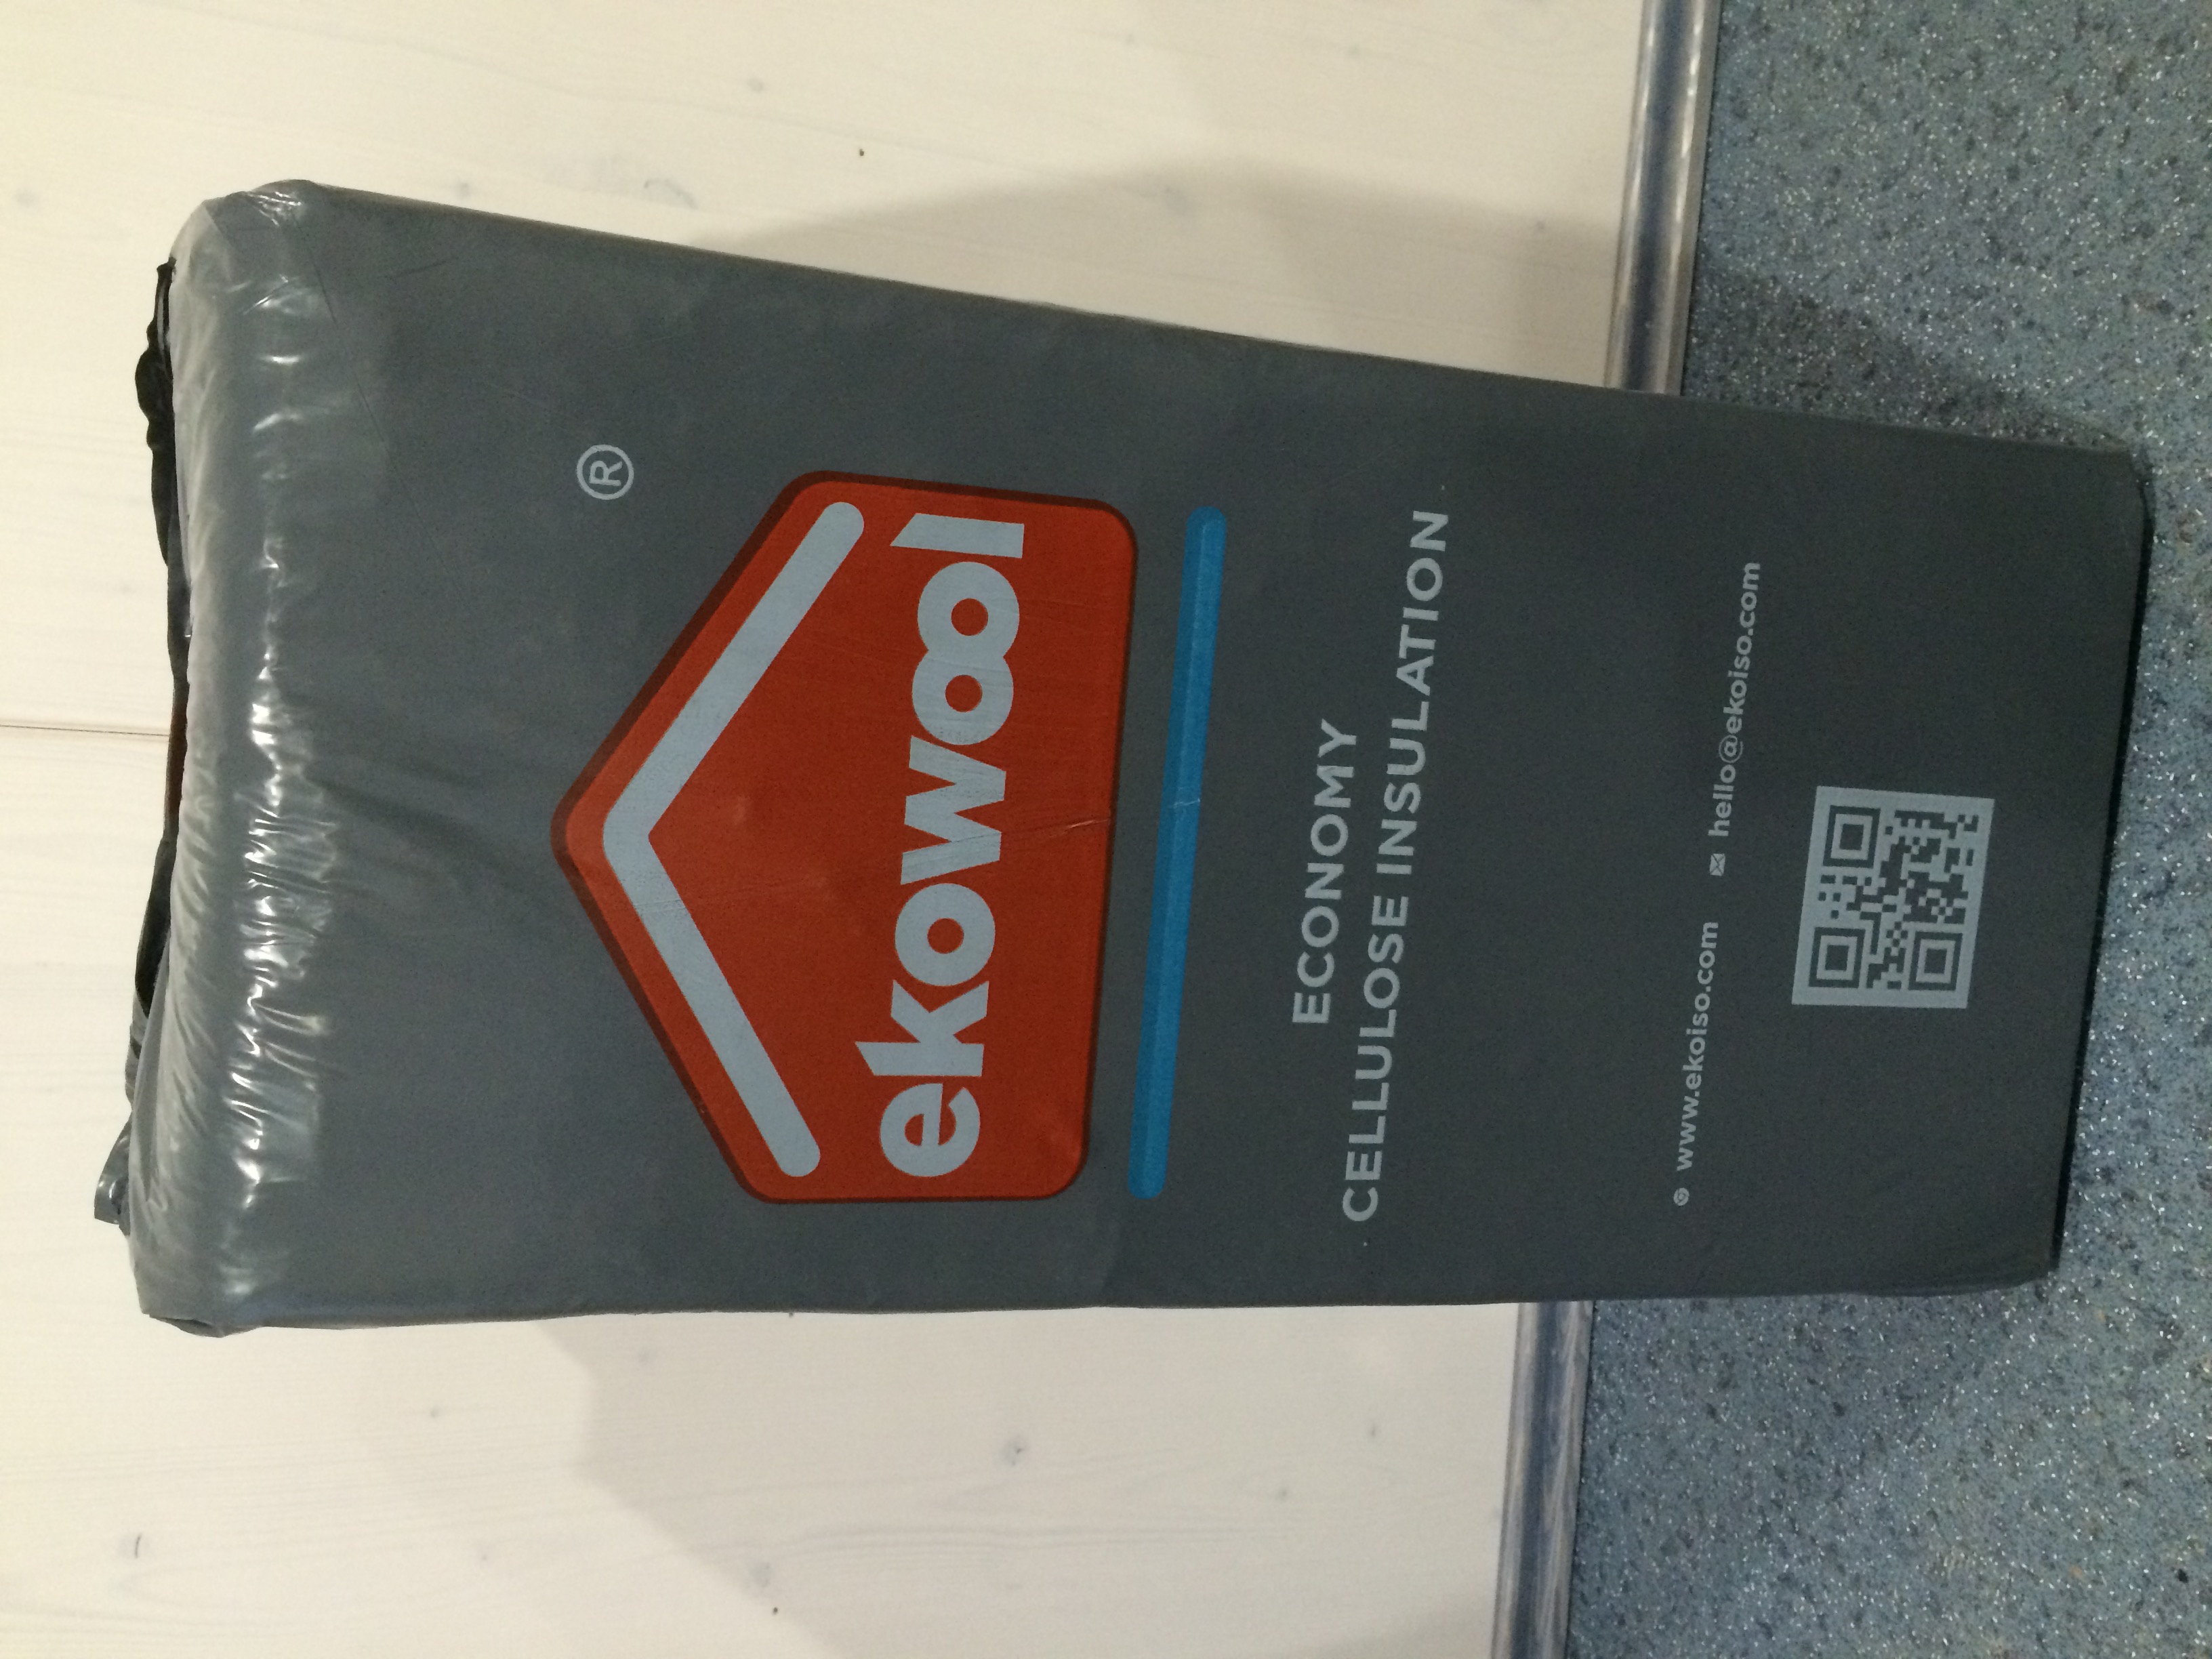 ®
ekowool
ECONOMY
CELLULOSE INSULATION
www.ekoiso.com hello@ekoiso.com